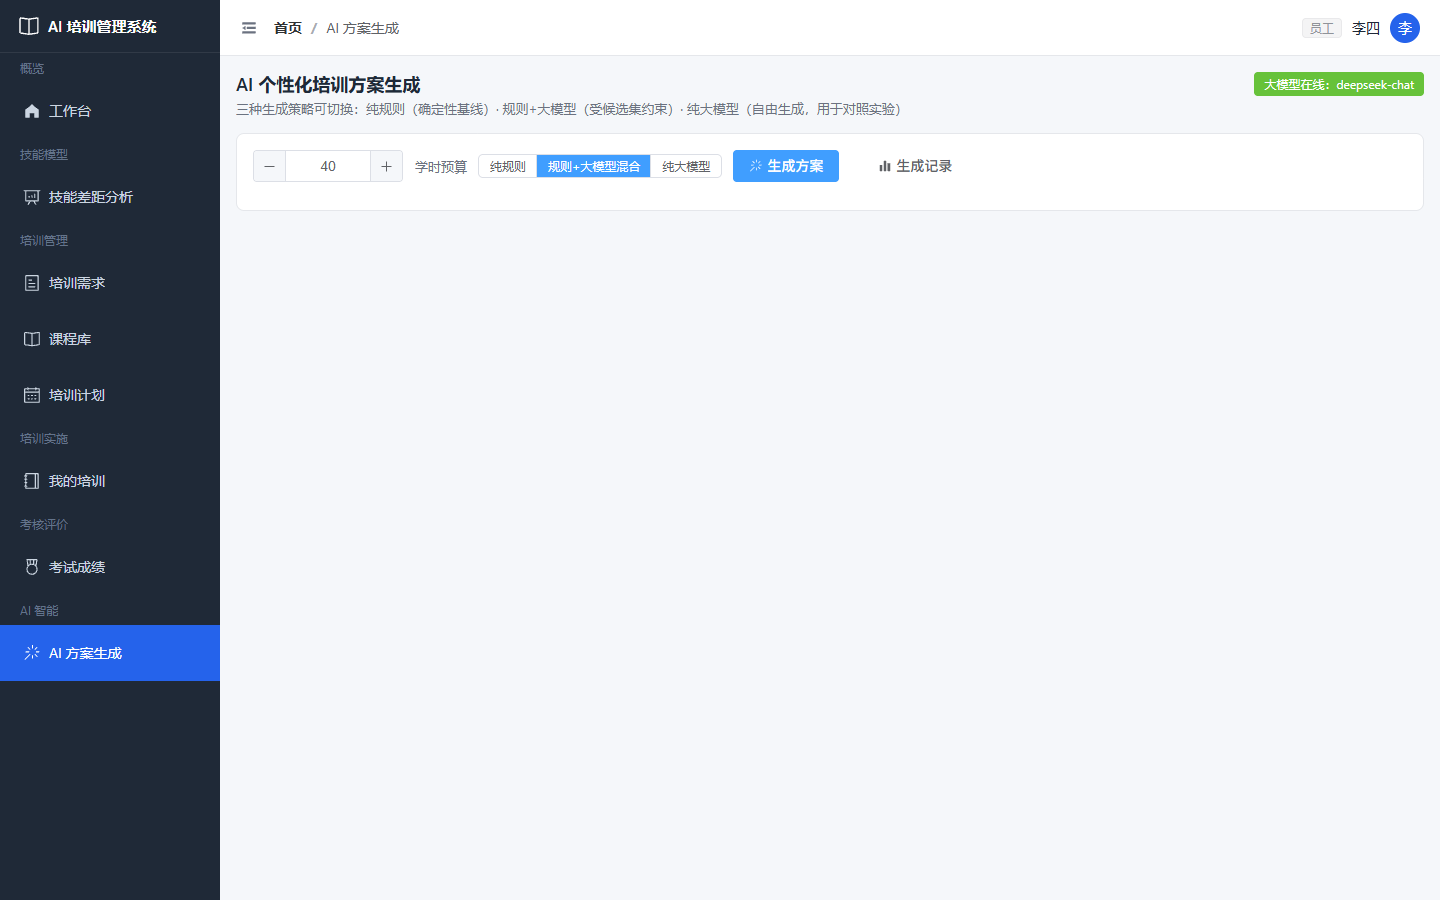 AI 培训管理系统
概览
工作台
技能模型
技能差距分析
培训管理
培训需求
课程库
培训计划
培训实施
我的培训
考核评价
考试成绩
AI 智能
AI 方案生成
首页 / AI 方案生成
员工 李四 李
AI 个性化培训方案生成
大模型在线：deepseek-chat
三种生成策略可切换：纯规则（确定性基线）· 规则+大模型（受候选集约束）· 纯大模型（自由生成，用于对照实验）
40 学时预算 纯规则 规则+大模型混合 纯大模型 生成方案 生成记录